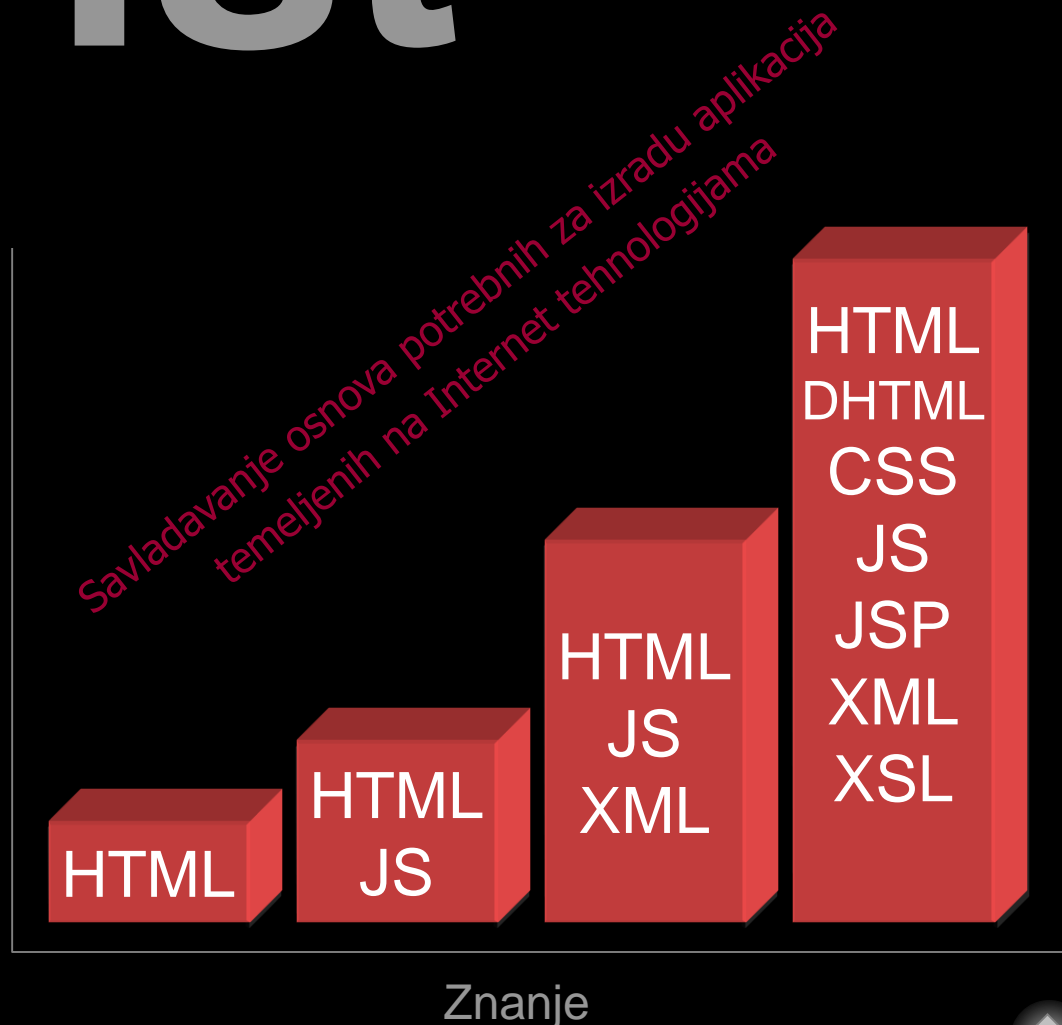 Savladavanje osnova potrebnih za izradu aplikacija
temeljenih na Internet tehnologijama
HTML
HTML
JS
HTML
JS
XML
HTML
DHTML
CSS
JS
JSP
XML
XSL
Znanje